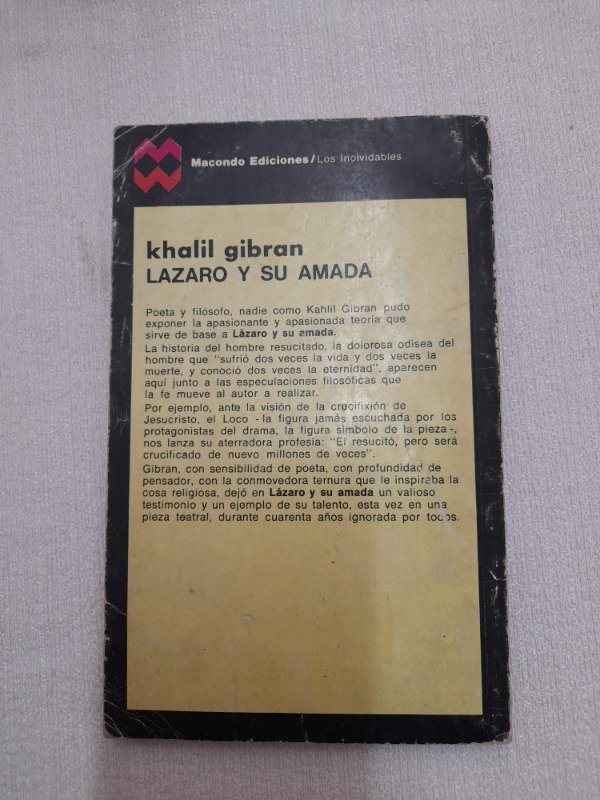 Macondo Ediciones/Los Inolvidables
khalil gibran
LAZARO Y SU AMADA
Poeta y filósofo, nadie como Kahlil Gibran pudo
exponer la apasionante y apasionada teoría que
sirve de base a Lázaro y su amada.
La historia del hombre resucitado, la dolorosa odisea del
hombre que "sufrió dos veces la vida y dos veces la
muerte, y conoció dos veces la eternidad", aparecen
aquí junto a las especulaciones filosóficas que
la fe mueve al autor a realizar.
Por ejemplo, ante la visión de la crucifixión de
Jesucristo, el Loco -la figura jamás escuchada por los
protagonistas del drama, la figura símbolo de la pieza-,
nos lanza su aterradora profesía: "El resucitó, pero será
crucificado de nuevo millones de veces".
Gibran, con sensibilidad de poeta, con profundidad de
pensador, con la conmovedora ternura que le inspiraba la
cosa religiosa, dejó en Lázaro y su amada un valioso
testimonio y un ejemplo de su talento, esta vez en una
pieza teatral, durante cuarenta años ignorada por todos.